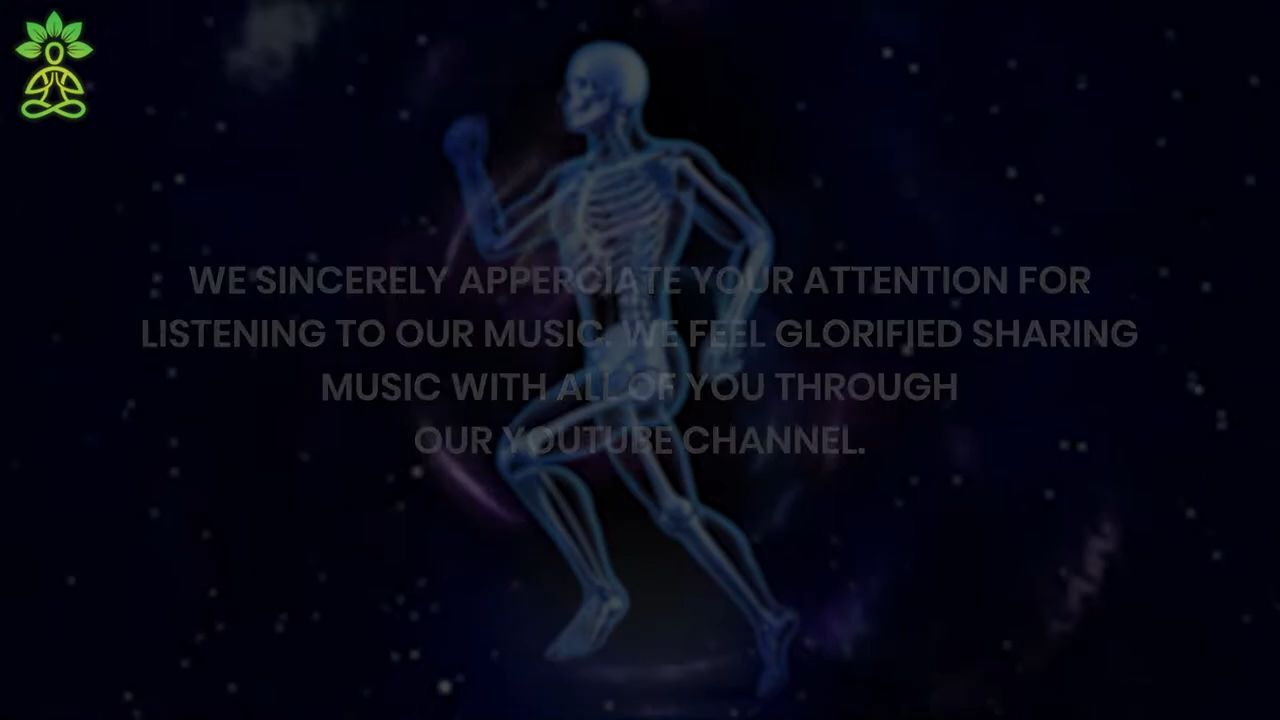 WE SINCERELY APPERCIATE YOUR ATTENTION FOR
LISTENING TO OUR MUSIC. WE FEEL GLORIFIED SHARING
MUSIC WITH ALL OF YOU THROUGH
OUR YOUTUBE CHANNEL.